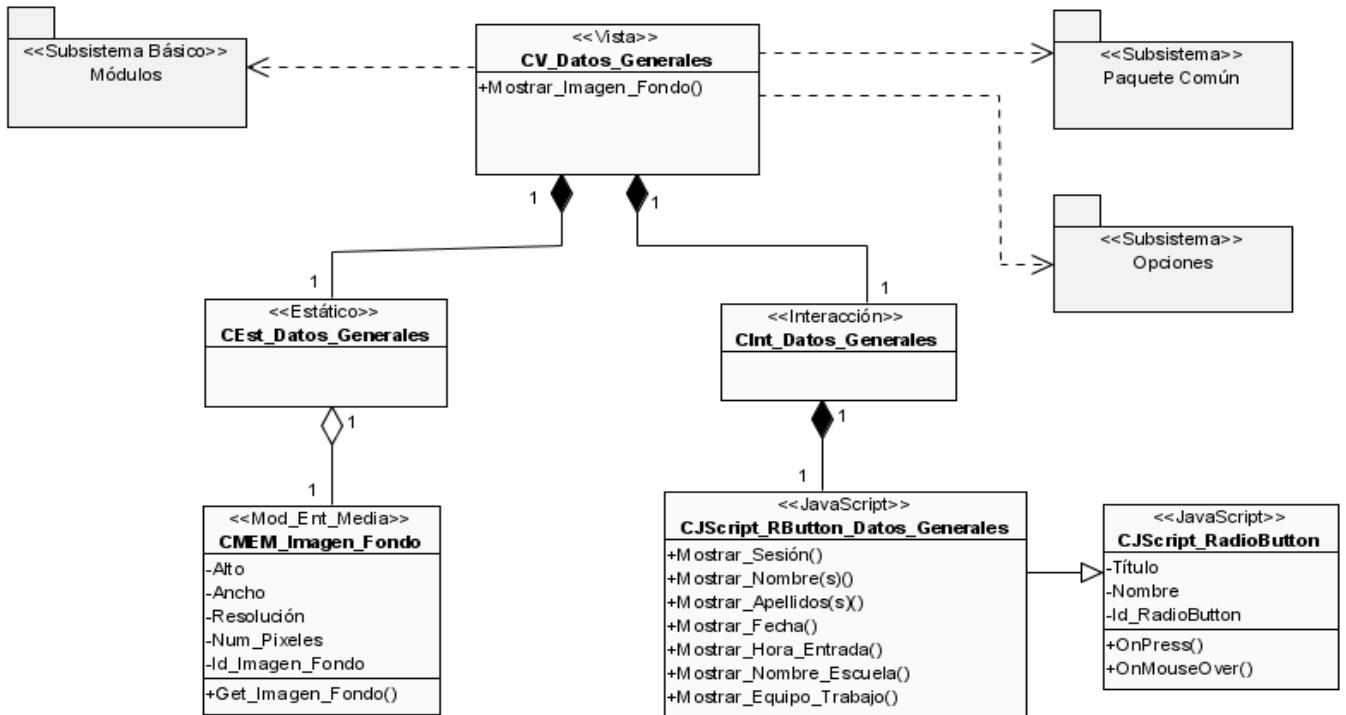 <<Subsistema Básico>>
Módulos
<<Vista>>
CV_Datos_Generales
+Mostrar_Imagen_Fondo()
<<Subsistema>>
Paquete Común
<<Subsistema>>
Opciones
1
1
1
1
<<Estático>>
CEst_Datos_Generales
<<Interacción>>
CInt_Datos_Generales
1
1
1
1
<<Mod_Ent_Media>>
CMEM_Imagen_Fondo
-Alto
-Ancho
-Resolución
-Num_Pixeles
-Id_Imagen_Fondo
+Get_Imagen_Fondo()
<<JavaScript>>
CJScript_RButton_Datos_Generales
+Mostrar_Sesión()
+Mostrar_Nombre(s)()
+Mostrar_Apellidos(s)()
+Mostrar_Fecha()
+Mostrar_Hora_Entrada()
+Mostrar_Nombre_Escuela()
+Mostrar_Equipo_Trabajo()
<<JavaScript>>
CJScript_RadioButton
-Título
-Nombre
-Id_RadioButton
+OnPress()
+OnMouseOver()